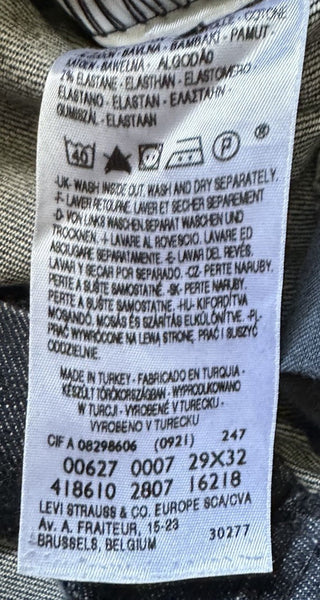 COTONE
BAVLNA - BAMBAKI - PAMUT -
BAWELNA - ALGODÃO
2% ELASTANE - ELASTHAN - ELASTOMERO -
ELASTANO - ELASTAN - ΕΛΑΣΤΑΝΗ -
GUMISZÁL - ELASTAAN
40 P ®
-UK- WASH INSIDE OUT. WASH AND DRY SEPARATELY.
-F- LAVER RETOURNE. LAVER ET SECHER SEPAREMENT
-D- VON LINKS WASCHEN. SEPARAT WASCHEN UND
TROCKNEN. -I- LAVARE AL ROVESCIO. LAVARE ED
ASCIUGARE SEPARATAMENTE. -E- LAVAR DEL REVÉS.
LAVAR Y SECAR POR SEPARADO. -CZ- PERTE NARUBY.
PERTE A SUŠTE SAMOSTATNĚ. -SK- PERTE NARUBY.
PERTE A SUŠTE SAMOSTATNE. -HU- KIFORDÍTVA
MOSANDÓ. MOSÁS ÉS SZÁRÍTÁS ELKÜLÖNÍTVE. -PL-
PRAĆ WYWRÓCONE NA LEWĄ STRONĘ. PRAĆ I SUSZYĆ
ODDZIELNIE.
MADE IN TURKEY - FABRICADO EN TURQUIA -
KÉSZÜLT TÖRÖKORSZÁGBAN - WYPRODUKOWANO
W TURCJI - VYROBENÉ V TURECKU -
VYROBENO V TURECKU
CIF A 08298606 (0921) 247
00627 0007 29X32
418610 2807 16218
LEVI STRAUSS & CO. EUROPE SCA/CVA
Av. A. FRAITEUR, 15-23
BRUSSELS, BELGIUM 30277